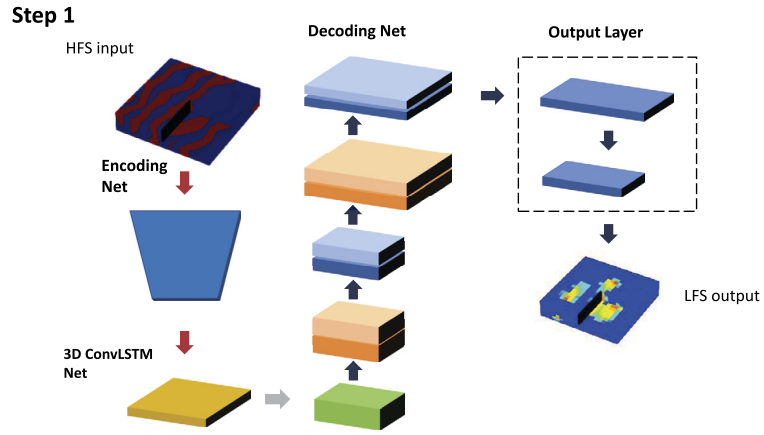 Step 1
HFS input
Encoding
Net
3D ConvLSTM
Net
Decoding Net
Output Layer
LFS output